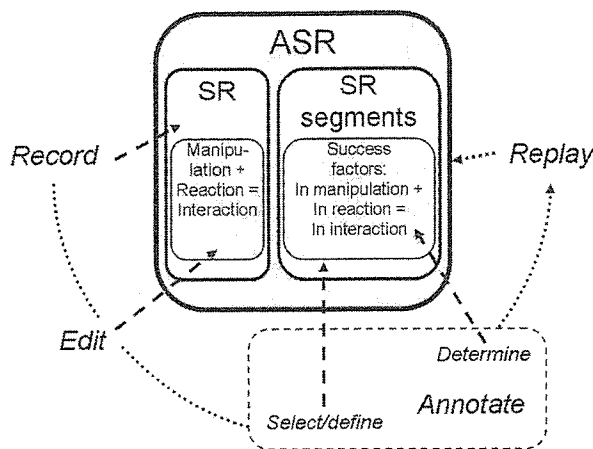 ASR
SR
SR
segments
Manipu-
lation +
Reaction =
Interaction
Success
factors:
In manipulation +
In reaction =
In interaction
Record
Replay
Edit
Determine
Annotate
Select/define